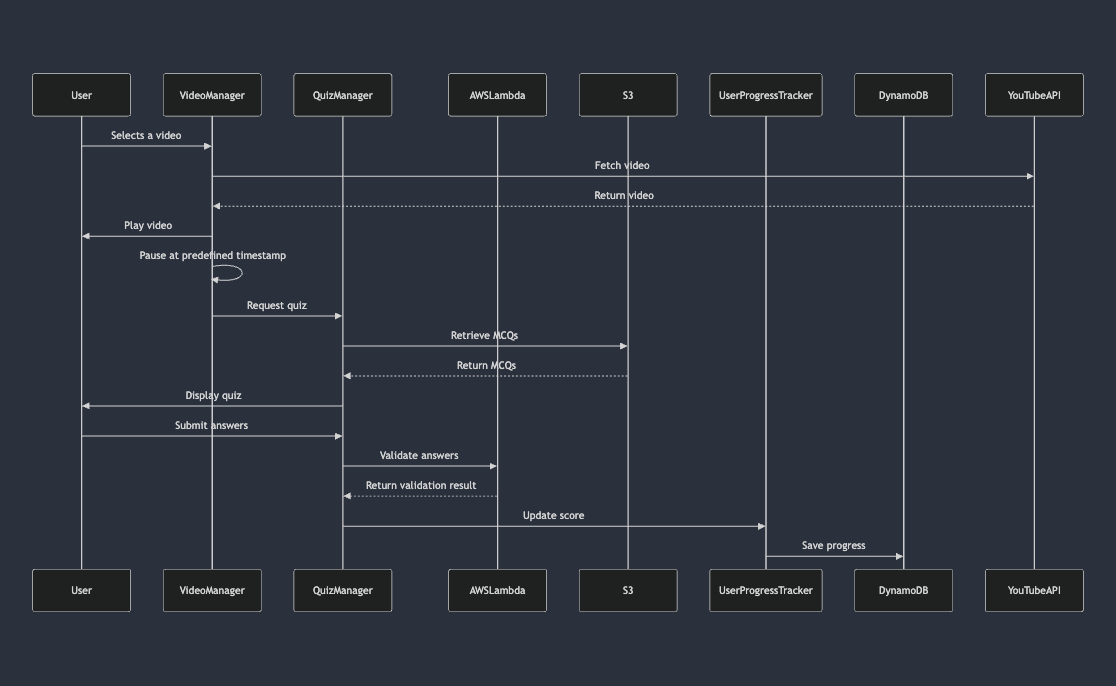 User
VideoManager
QuizManager
AWSLambda
S3
UserProgressTracker
DynamoDB
YouTubeAPI
Selects a video
Fetch video
Return video
Play video
Pause at predefined timestamp
Request quiz
Retrieve MCQs
Return MCQs
Display quiz
Submit answers
Validate answers
Return validation result
Update score
Save progress
User
VideoManager
QuizManager
AWSLambda
S3
UserProgressTracker
DynamoDB
YouTubeAPI